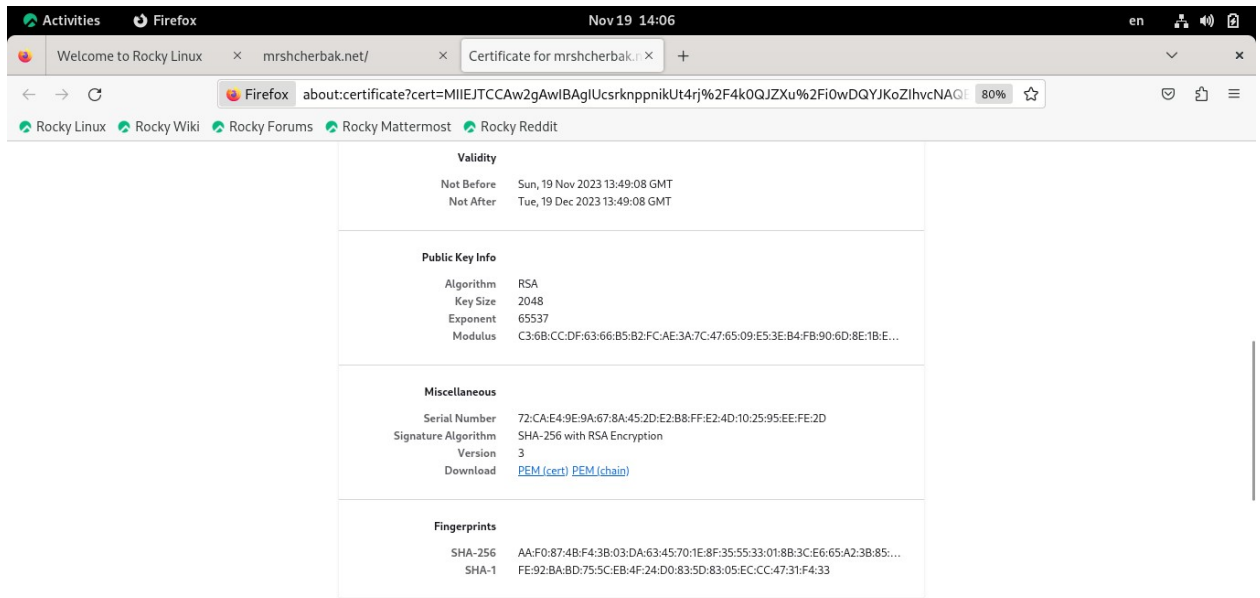 Activities Firefox Nov 19 14:06 en
Welcome to Rocky Linux × mrshcherbak.net/ × Certificate for mrshcherbak.n × +
Firefox about:certificate?cert=MIIEJTCCAw2gAwIBAgIUcsrknppnikUt4rj%2F4k0QJZXu%2Fi0wDQYJKoZIhvcNAQE 80%
Rocky Linux Rocky Wiki Rocky Forums Rocky Mattermost Rocky Reddit
Validity
Not Before Sun, 19 Nov 2023 13:49:08 GMT
Not After Tue, 19 Dec 2023 13:49:08 GMT
Public Key Info
Algorithm RSA
Key Size 2048
Exponent 65537
Modulus C3:6B:CC:DF:63:66:B5:B2:FC:AE:3A:7C:47:65:09:E5:3E:B4:FB:90:6D:8E:1B:E...
Miscellaneous
Serial Number 72:CA:E4:9E:9A:67:8A:45:2D:E2:B8:FF:E2:4D:10:25:95:EE:FE:2D
Signature Algorithm SHA-256 with RSA Encryption
Version 3
Download PEM (cert) PEM (chain)
Fingerprints
SHA-256 AA:F0:87:4B:F4:3B:03:DA:63:45:70:1E:8F:35:55:33:01:8B:3C:E6:65:A2:3B:85:...
SHA-1 FE:92:BA:BD:75:5C:EB:4F:24:D0:83:5D:83:05:EC:CC:47:31:F4:33